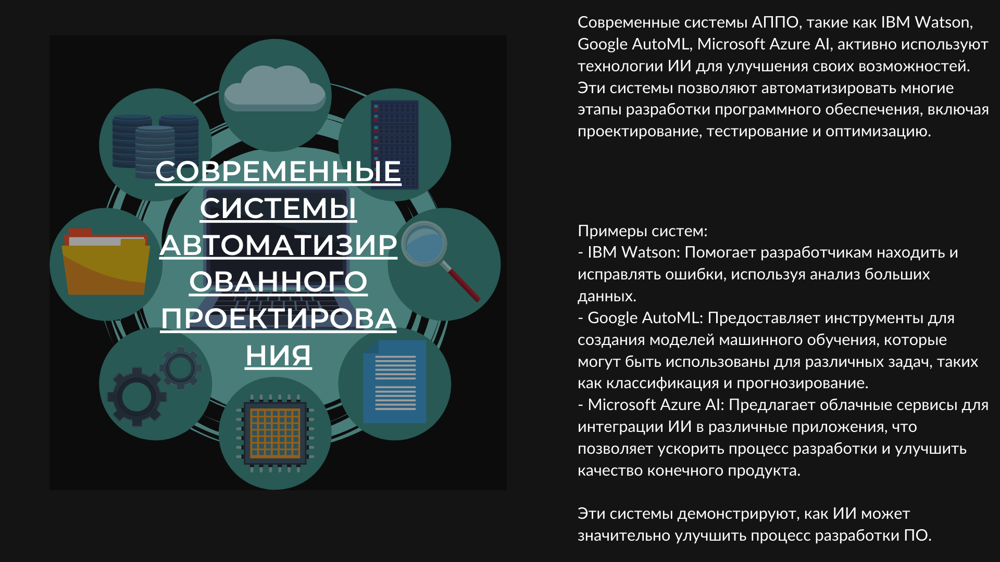 СОВРЕМЕННЫЕ
СИСТЕМЫ
АВТОМАТИЗИР
ОВАННОГО
ПРОЕКТИРОВА
НИЯ
Современные системы АППО, такие как IBM Watson,
Google AutoML, Microsoft Azure AI, активно используют
технологии ИИ для улучшения своих возможностей.
Эти системы позволяют автоматизировать многие
этапы разработки программного обеспечения, включая
проектирование, тестирование и оптимизацию.
Примеры систем:
- IBM Watson: Помогает разработчикам находить и
исправлять ошибки, используя анализ больших
данных.
- Google AutoML: Предоставляет инструменты для
создания моделей машинного обучения, которые
могут быть использованы для различных задач, таких
как классификация и прогнозирование.
- Microsoft Azure AI: Предлагает облачные сервисы для
интеграции ИИ в различные приложения, что
позволяет ускорить процесс разработки и улучшить
качество конечного продукта.
Эти системы демонстрируют, как ИИ может
значительно улучшить процесс разработки ПО.